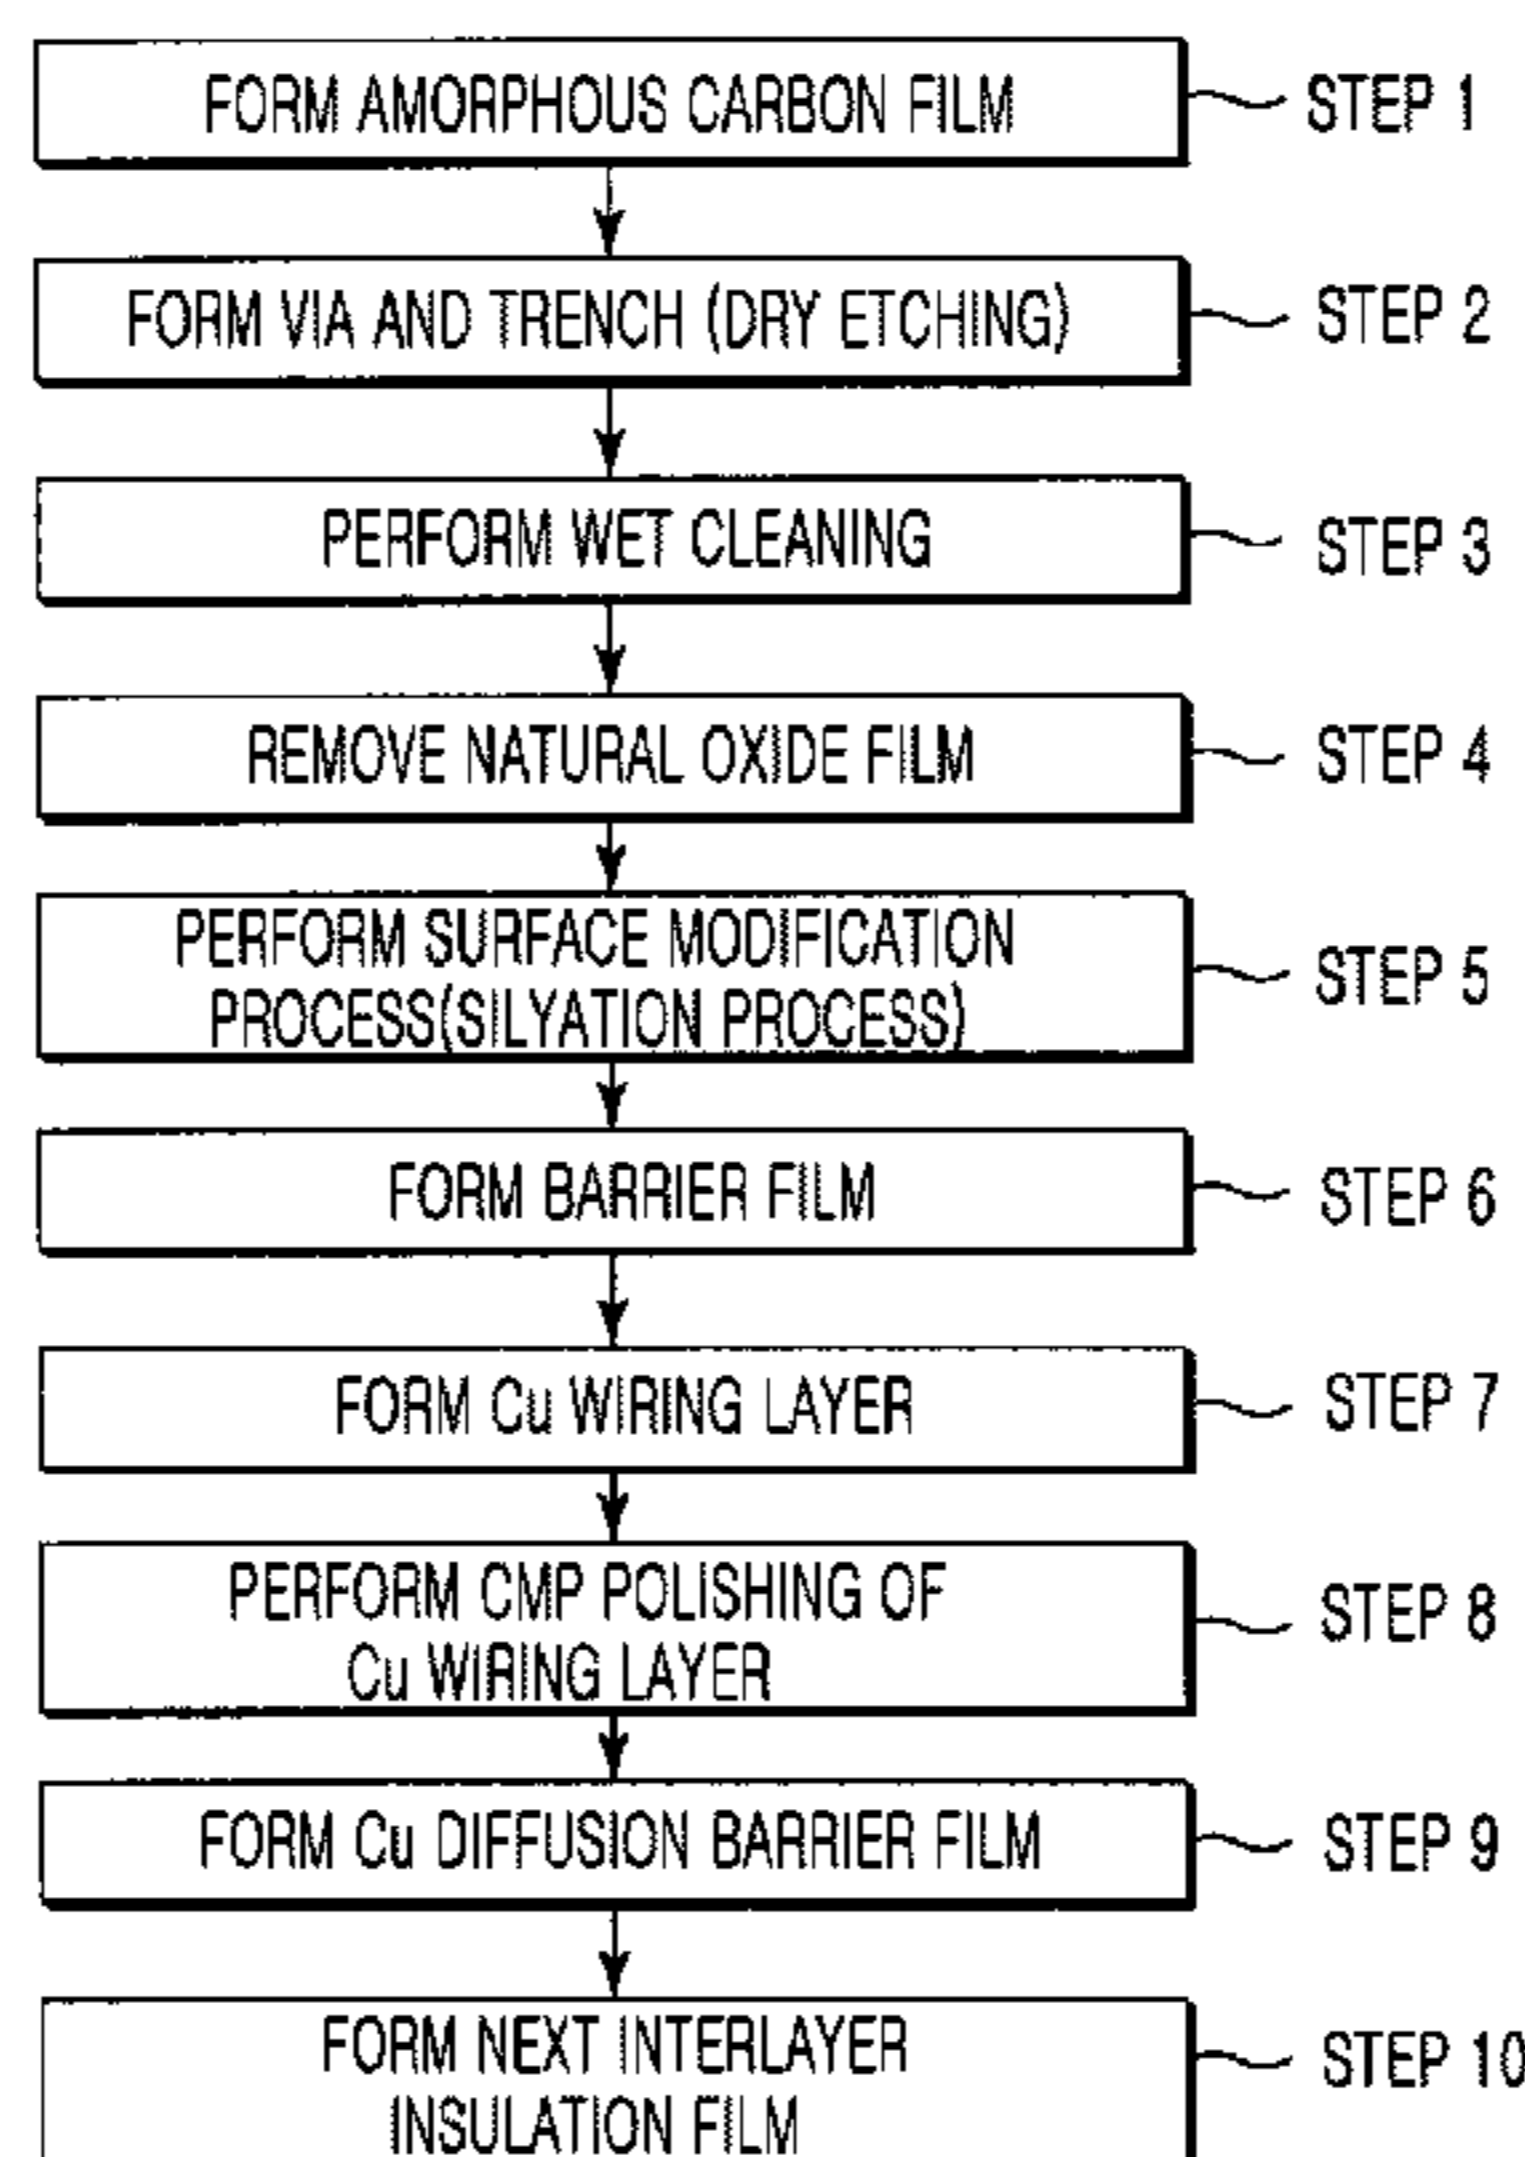 FORM AMORPHOUS CARBON FILM
STEP 1
FORM VIA AND TRENCH (DRY ETCHING)
STEP 2
PERFORM WET CLEANING
STEP 3
REMOVE NATURAL OXIDE FILM
STEP 4
PERFORM SURFACE MODIFICATION
PROCESS(SILYATION PROCESS)
STEP 5
FORM BARRIER FILM
STEP 6
FORM Cu WIRING LAYER
STEP 7
PERFORM CMP POLISHING OF
Cu WIRING LAYER
STEP 8
FORM Cu DIFFUSION BARRIER FILM
STEP 9
FORM NEXT INTERLAYER
INSULATION FILM
STEP 10